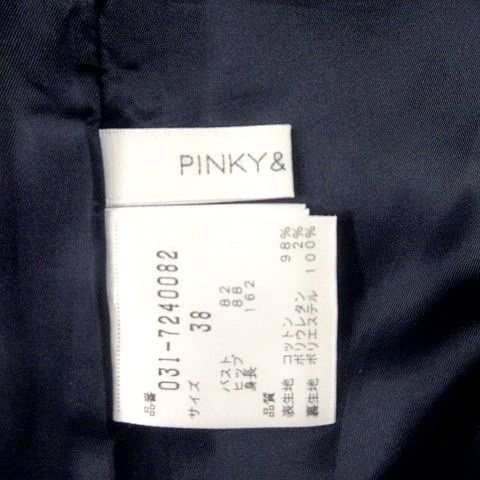 PINKY&
品番
031-7240082
サイズ 38
バスト 82
ヒップ 88
身長 162
品質
表生地 コットン 98%
ポリウレタン 2%
裏生地 ポリエステル 100%